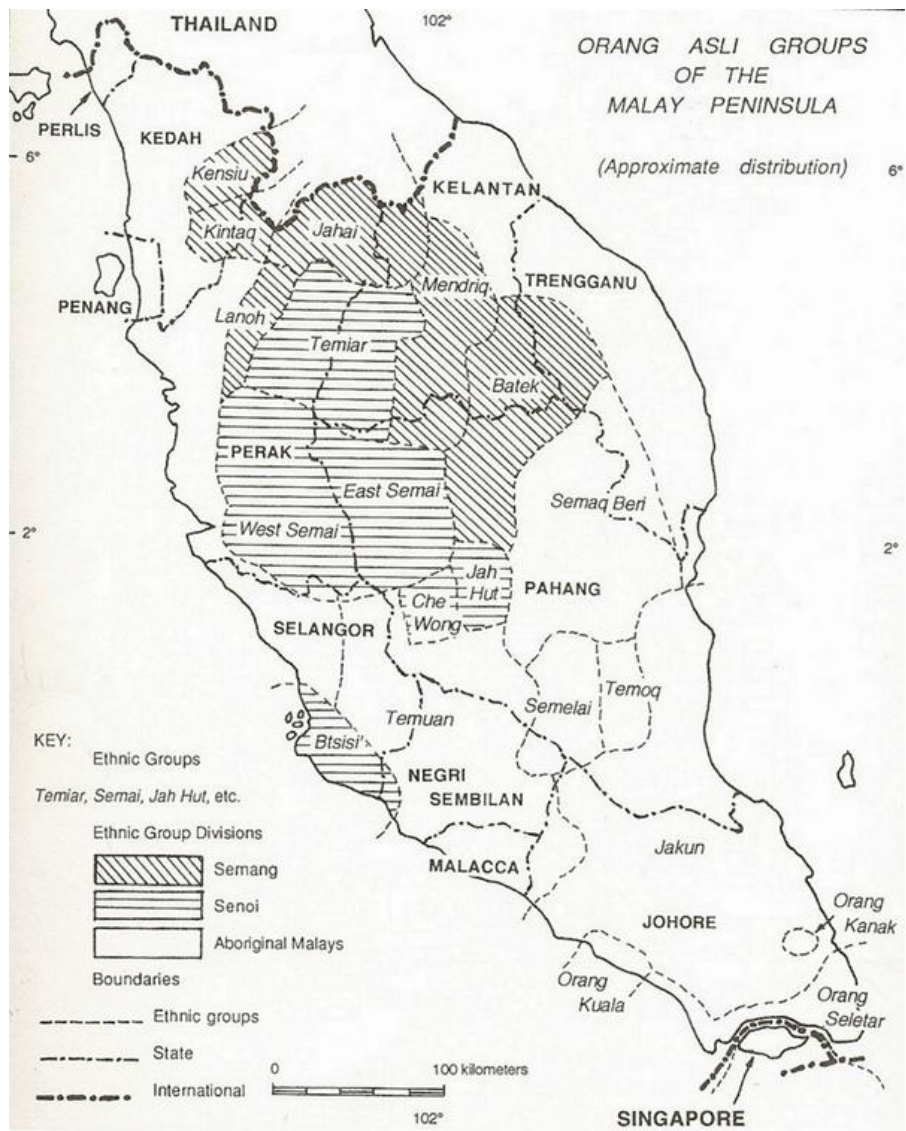 THAILAND
102°
ORANG ASLI GROUPS
OF THE
MALAY PENINSULA
(Approximate distribution)
PERLIS
KEDAH
6°
6°
Kensiu
KELANTAN
Kintaq
Jahai
Mendriq
TRENGGANU
PENANG
Lanoh
Temiar
Batek
PERAK
East Semai
Semaq Beri
West Semai
2°
2°
Jah
Hut
PAHANG
Che
Wong
SELANGOR
Temoq
Semelai
Temuan
Btsisi'
KEY:
Ethnic Groups
Temiar, Semai, Jah Hut, etc.
NEGRI
SEMBILAN
Ethnic Group Divisions
Semang
Senoi
Aboriginal Malays
MALACCA
Jakun
JOHORE
Orang
Kanak
Orang
Kuala
Orang
Seletar
Boundaries
Ethnic groups
State
International
0 100 kilometers
102°
SINGAPORE